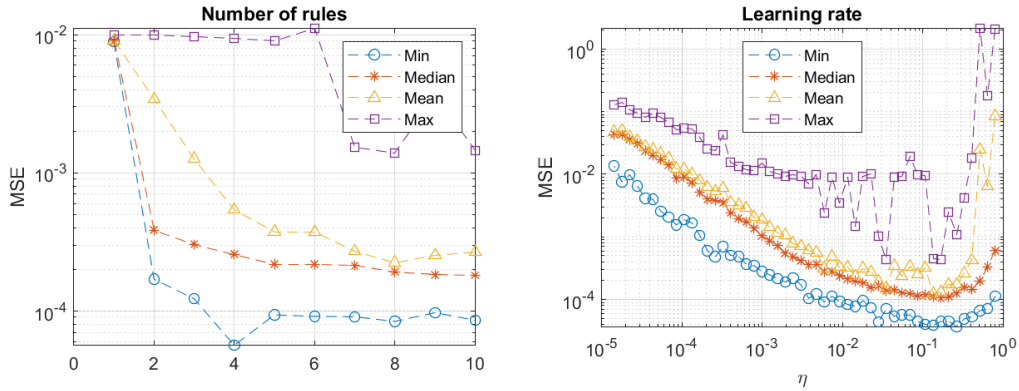 Number of rules
10^-2
10^-3
10^-4
MSE
0 2 4 6 8 10
Min
Median
Mean
Max
Learning rate
10^0
10^-2
10^-4
MSE
10^-5 10^-4 10^-3 10^-2 10^-1 10^0
η
Min
Median
Mean
Max